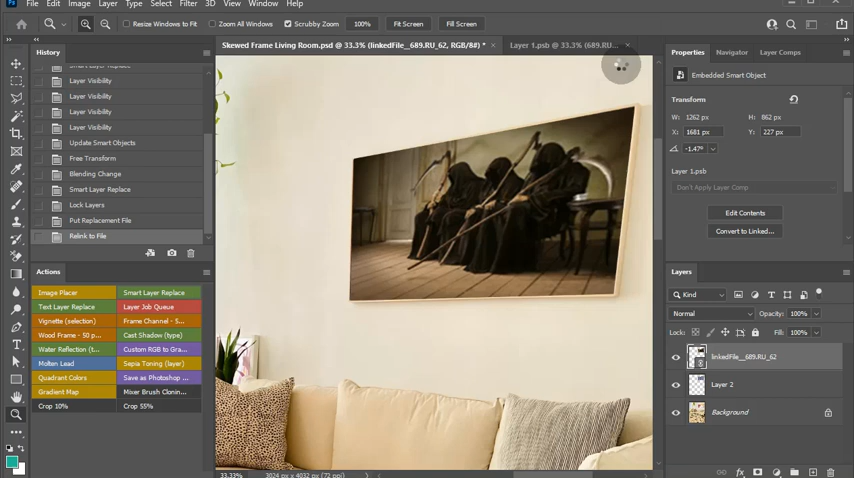 File Edit Image Layer Type Select Filter 3D View Window Help
Resize Windows to Fit Zoom All Windows Scrubby Zoom 100% Fit Screen Fill Screen
Skewed Frame Living Room.psd @ 33.3% (linkedFile__689.RU_62, RGB/8#) * ×
Layer 1.psb @ 33.3% (689.RU... ×
History
Smart Layer Replace
Layer Visibility
Layer Visibility
Layer Visibility
Layer Visibility
Update Smart Objects
Free Transform
Blending Change
Smart Layer Replace
Lock Layers
Put Replacement File
Relink to File
Actions
Image Placer Smart Layer Replace
Text Layer Replace Layer Job Queue
Vignette (selection) Frame Channel - 5...
Wood Frame - 50 p... Cast Shadow (type)
Water Reflection (t... Custom RGB to Gra...
Molten Lead Sepia Toning (layer)
Quadrant Colors Save as Photoshop ...
Gradient Map Mixer Brush Clonin...
Crop 10% Crop 55%
33.33% 3024 px x 4032 px (72 ppi)
Properties Navigator Layer Comps
Embedded Smart Object
Transform
W: 1262 px H: 862 px
X: 1681 px Y: 227 px
-1.47°
Layer 1.psb
Don't Apply Layer Comp
Edit Contents
Convert to Linked...
Layers
Kind
Normal Opacity: 100%
Lock: Fill: 100%
linkedFile__689.RU_62
Layer 2
Background
fx